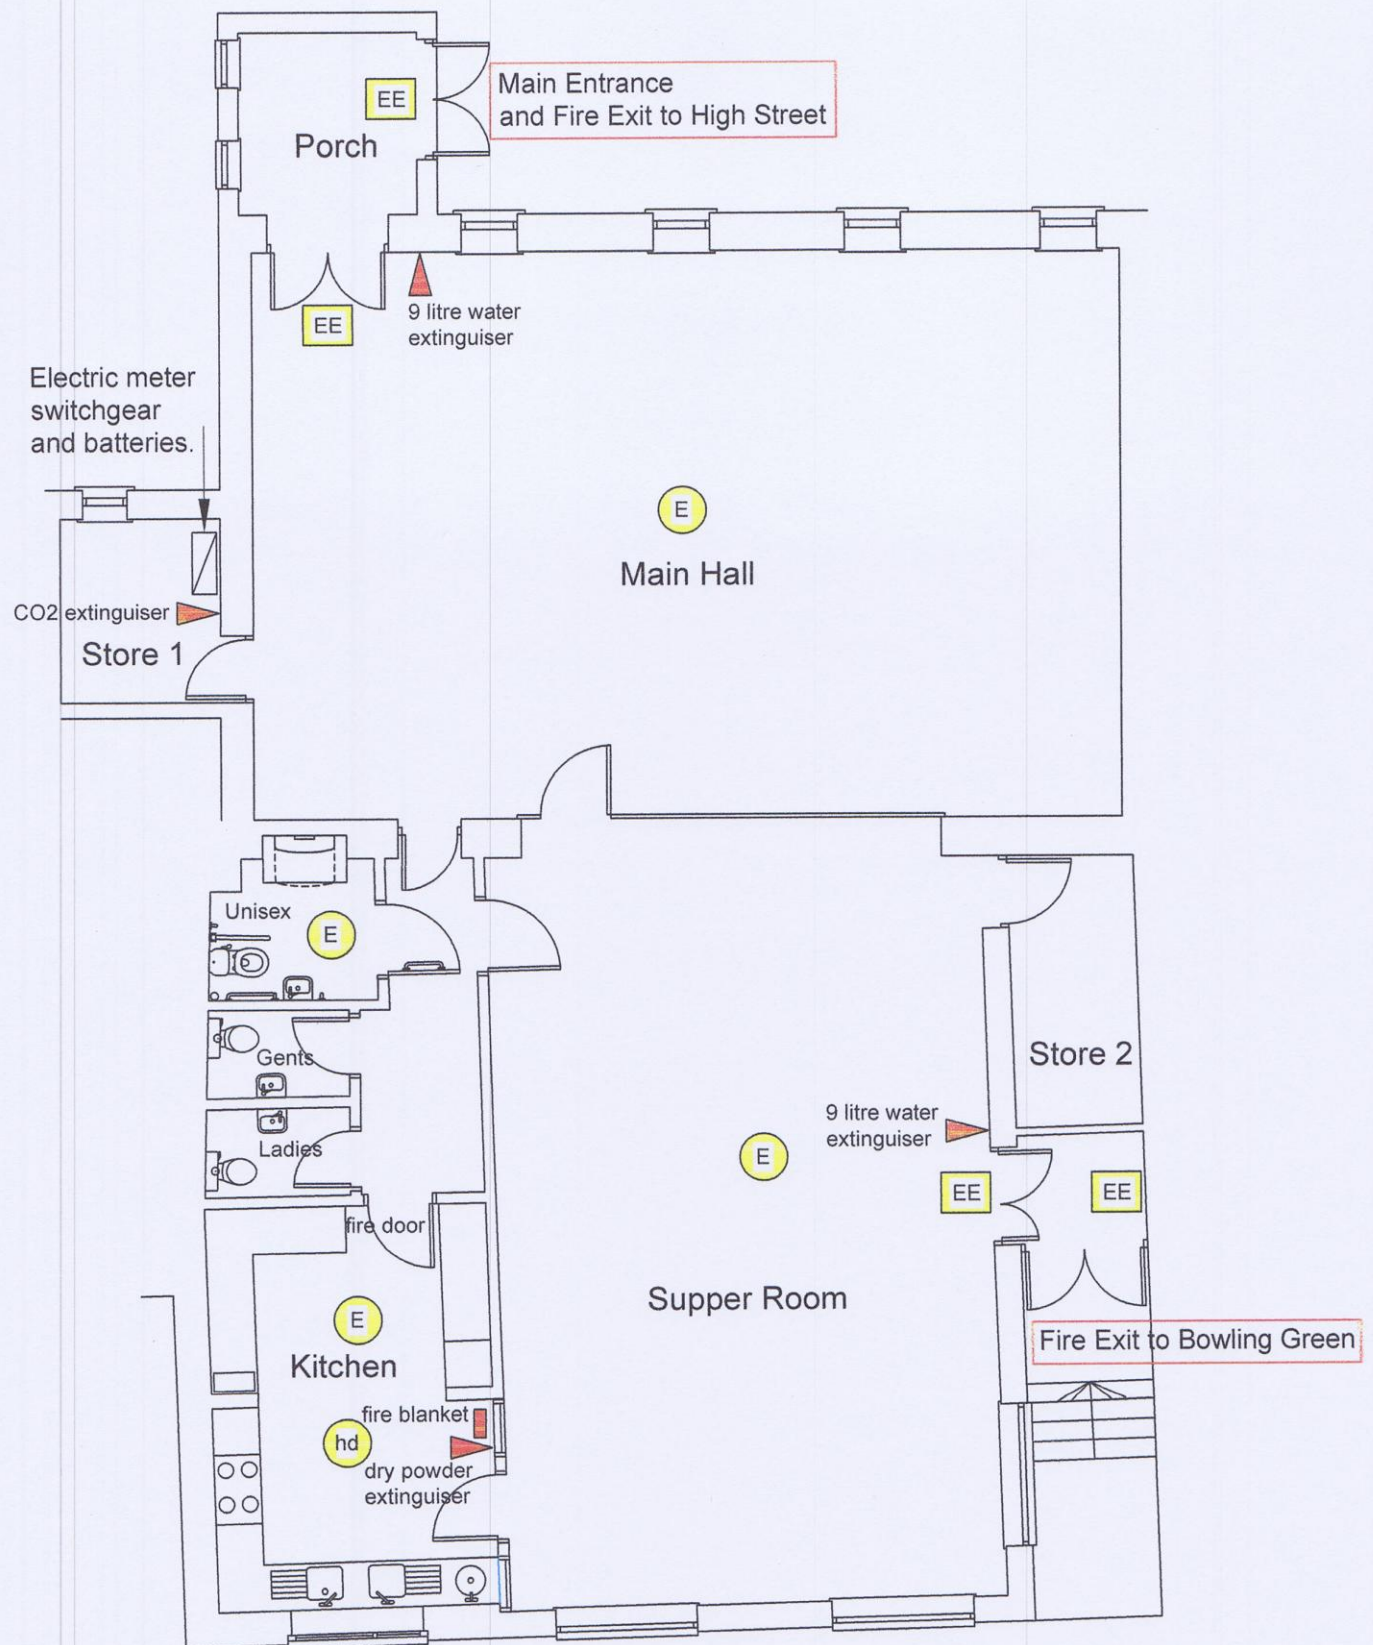 Main Entrance
and Fire Exit to High Street
EE
Porch
EE
9 litre water
extinguiser
Electric meter
switchgear
and batteries.
E
Main Hall
CO2 extinguiser
Store 1
Unisex
E
Gents
Ladies
Store 2
9 litre water
extinguiser
E
EE
EE
fire door
Supper Room
E
Kitchen
Fire Exit to Bowling Green
fire blanket
hd
dry powder
extinguiser